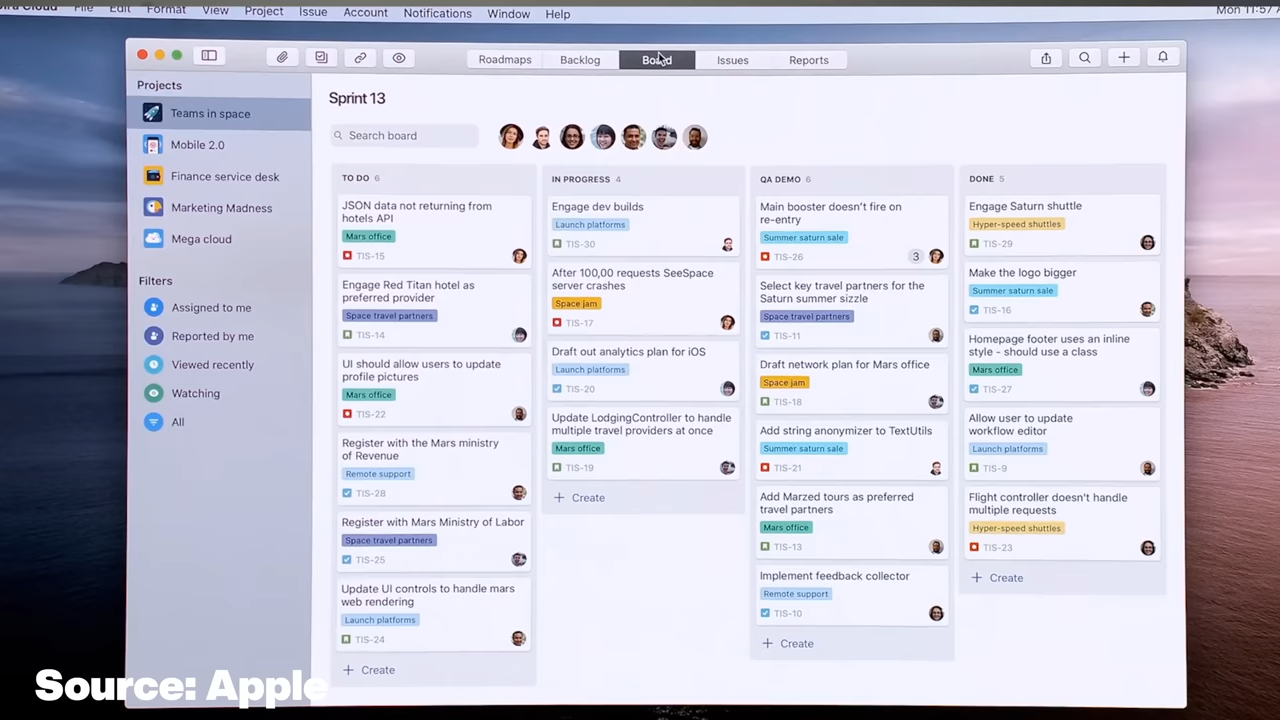 File Edit Format View Project Issue Account Notifications Window Help
Mon 11:57
Roadmaps Backlog Board Issues Reports
Projects
Teams in space
Mobile 2.0
Finance service desk
Marketing Madness
Mega cloud
Filters
Assigned to me
Reported by me
Viewed recently
Watching
All
Sprint 13
Search board
TO DO 6
JSON data not returning from
hotels API
Mars office
TIS-15
Engage Red Titan hotel as
preferred provider
Space travel partners
TIS-14
UI should allow users to update
profile pictures
Mars office
TIS-22
Register with the Mars ministry
of Revenue
Remote support
TIS-28
Register with Mars Ministry of Labor
Space travel partners
TIS-25
Update UI controls to handle mars
web rendering
Launch platforms
TIS-24
Create
IN PROGRESS 4
Engage dev builds
Launch platforms
TIS-30
After 100,00 requests SeeSpace
server crashes
Space jam
TIS-17
Draft out analytics plan for iOS
Launch platforms
TIS-20
Update LodgingController to handle
multiple travel providers at once
Mars office
TIS-19
Create
QA DEMO 6
Main booster doesn't fire on
re-entry
Summer saturn sale
TIS-26 3
Select key travel partners for the
Saturn summer sizzle
Space travel partners
TIS-11
Draft network plan for Mars office
Space jam
TIS-18
Add string anonymizer to TextUtils
Summer saturn sale
TIS-21
Add Marzed tours as preferred
travel partners
Mars office
TIS-13
Implement feedback collector
Remote support
TIS-10
Create
DONE 5
Engage Saturn shuttle
Hyper-speed shuttles
TIS-29
Make the logo bigger
Summer saturn sale
TIS-16
Homepage footer uses an inline
style - should use a class
Mars office
TIS-27
Allow user to update
workflow editor
Launch platforms
TIS-9
Flight controller doesn't handle
multiple requests
Hyper-speed shuttles
TIS-23
Create
Source: Apple